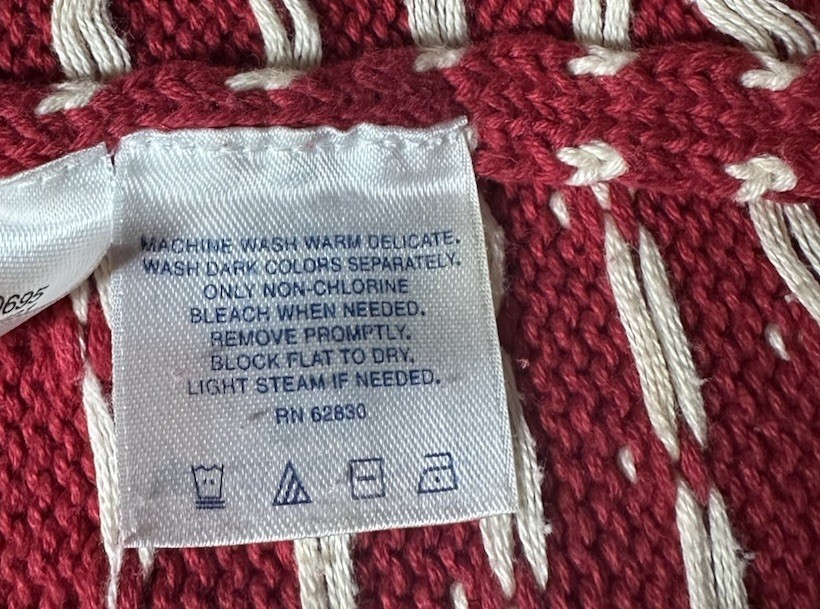 MACHINE WASH WARM DELICATE.
WASH DARK COLORS SEPARATELY.
ONLY NON-CHLORINE
BLEACH WHEN NEEDED.
REMOVE PROMPTLY.
BLOCK FLAT TO DRY.
LIGHT STEAM IF NEEDED.
RN 62830